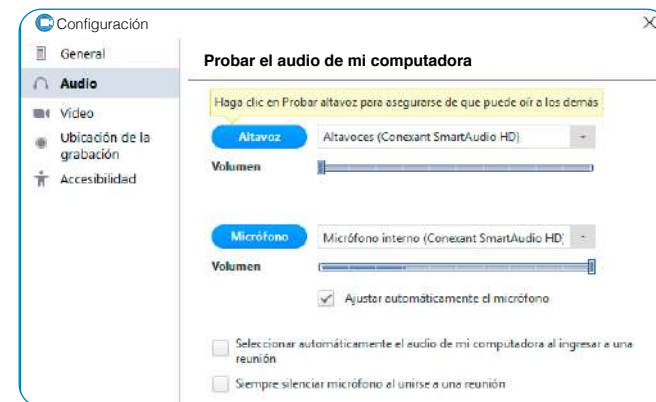 Configuración
General
Audio
Video
Ubicación de la
grabación
Accesibilidad
Probar el audio de mi computadora
Haga clic en Probar altavoz para asegurarse de que puede oír a los demás
Altavoz
Altavoces (Conexant SmartAudio HD)
Volumen
Micrófono
Micrófono interno (Conexant SmartAudio HD)
Volumen
Ajustar automáticamente el micrófono
Seleccionar automáticamente el audio de mi computadora al ingresar a una
reunión
Siempre silenciar micrófono al unirse a una reunión